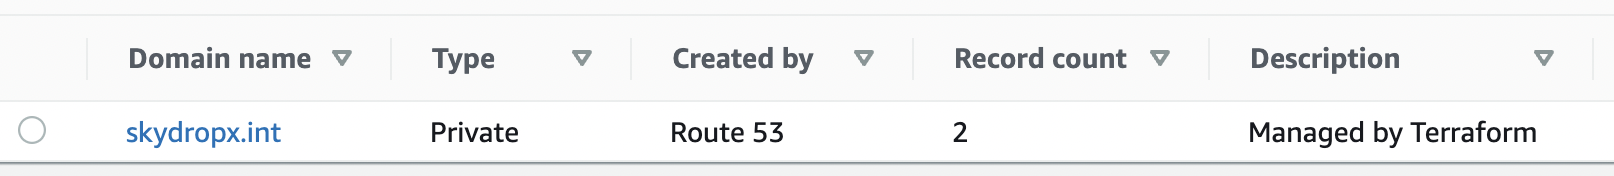 Domain name Type Created by Record count Description
skydropx.int Private Route 53 2 Managed by Terraform